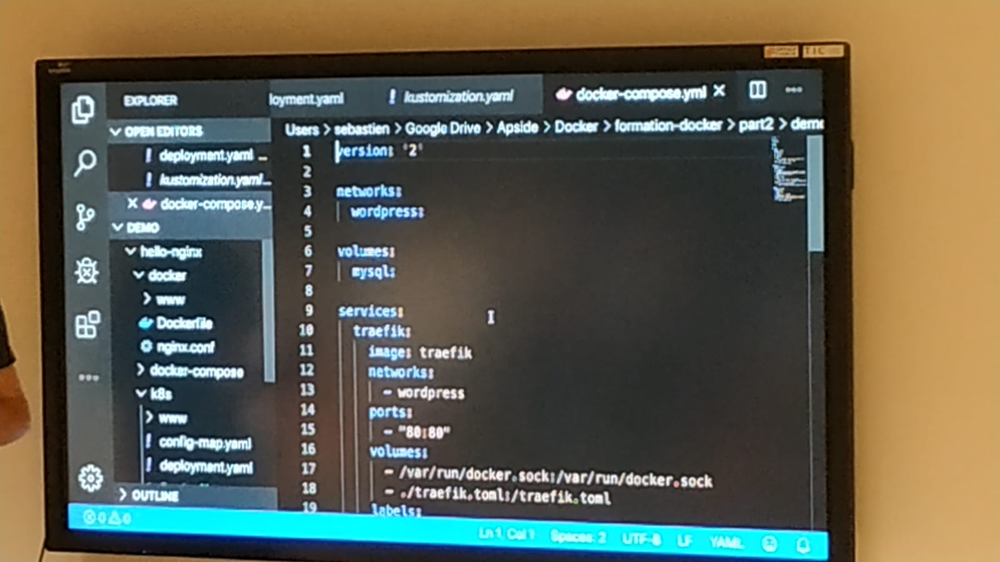 TIC
EXPLORER
OPEN EDITORS
deployment.yaml
kustomization.yaml...
docker-compose.y...
DEMO
hello-nginx
docker
www
Dockerfile
nginx.conf
docker-compose
k8s
www
config-map.yaml
deployment.yaml
OUTLINE
loyment.yaml
kustomization.yaml
docker-compose.yml
Users > sebastien > Google Drive > Apside > Docker > formation-docker > part2 > demo
1 version: '2'
2
3 networks:
4 wordpress:
5
6 volumes:
7 mysql:
8
9 services:
10 traefik:
11 image: traefik
12 networks:
13 - wordpress
14 ports:
15 - "80:80"
16 volumes:
17 - /var/run/docker.sock:/var/run/docker.sock
18 - ./traefik.toml:/traefik.toml
19 labels:
0 0
Ln 1, Col 1 Spaces: 2 UTF-8 LF YAML